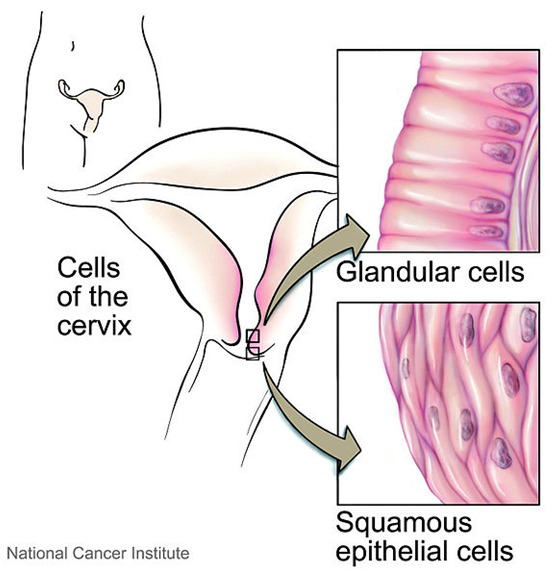 Cells
of the
cervix
Glandular cells
Squamous
epithelial cells
National Cancer Institute